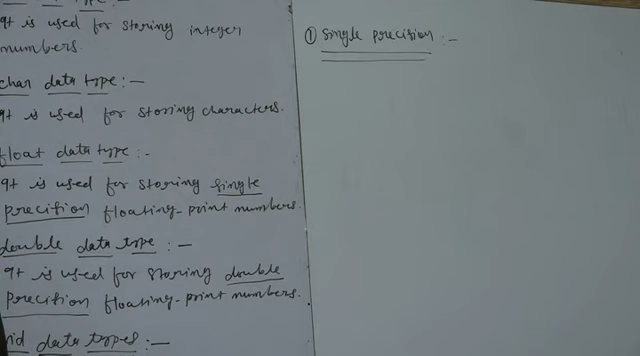 It is used for storing integer
numbers.
char data type :-
It is used for storing characters.
float data type :-
It is used for storing single
precision floating-point numbers.
double data type :-
It is used for storing double
precision floating-point numbers.
data types :-
① Single precision :-